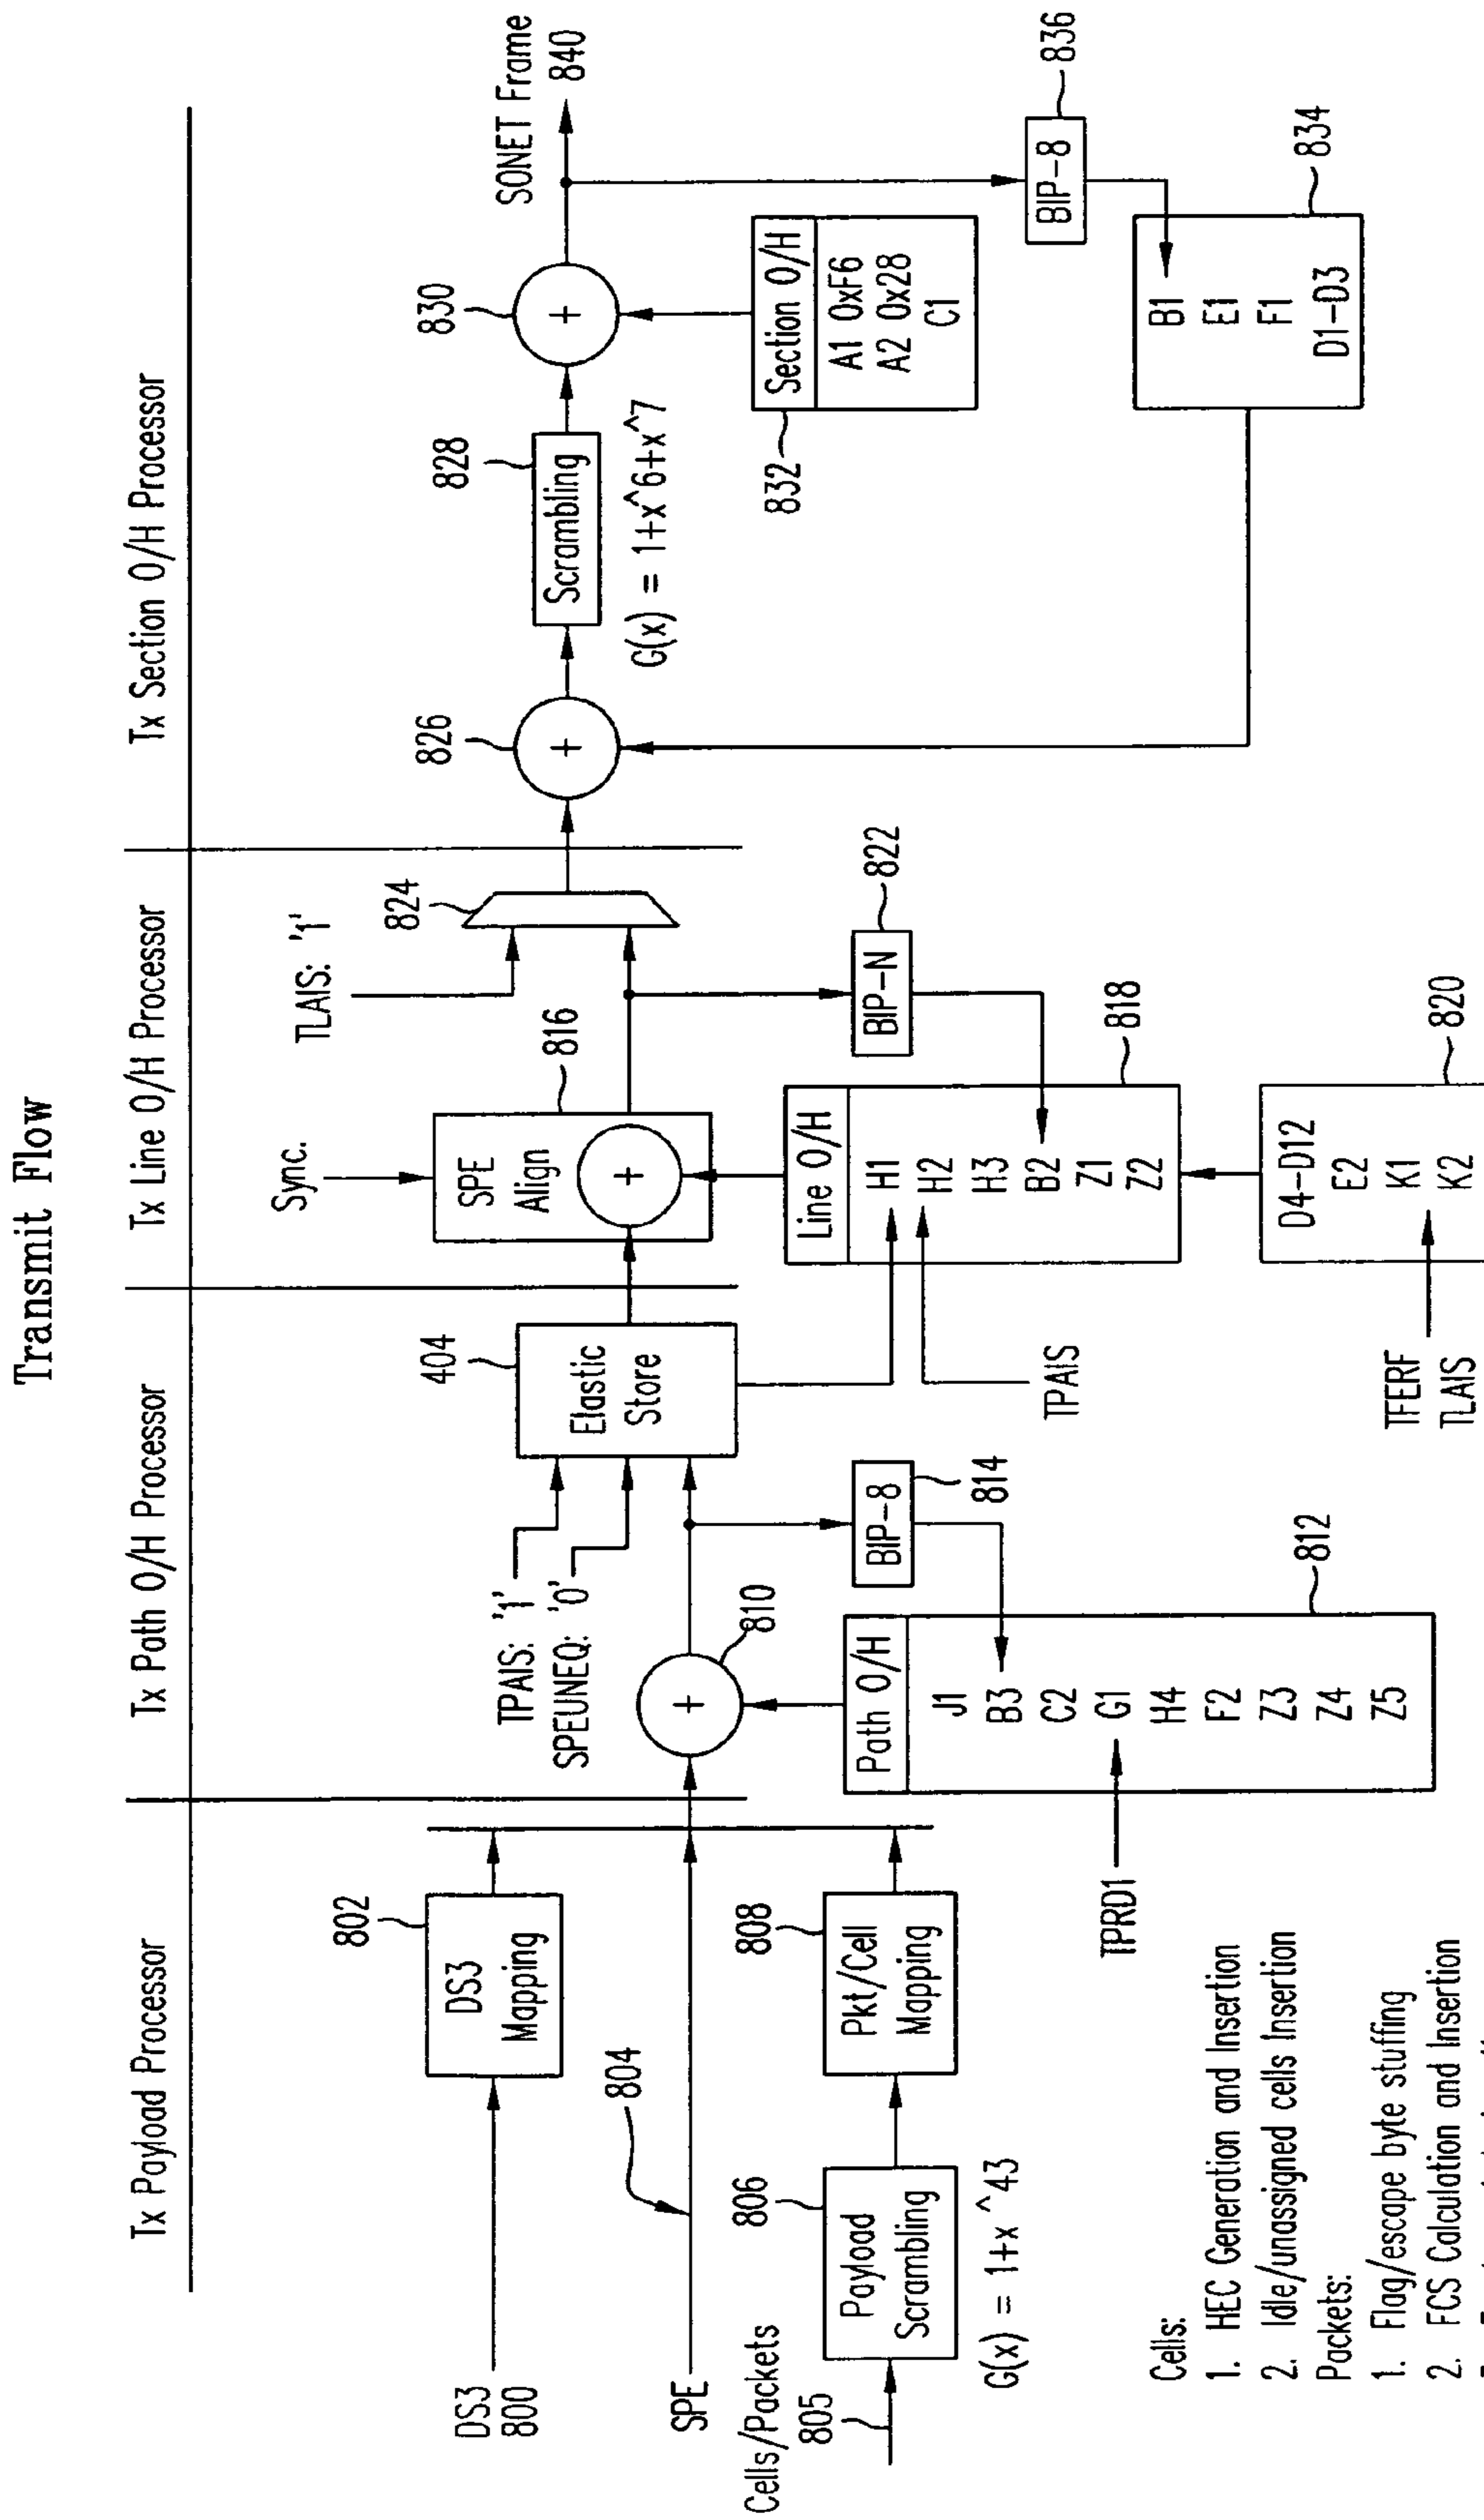 Transmit Flow
Tx Payload Processor
Tx Path O/H Processor
Tx Line O/H Processor
Tx Section O/H Processor
DS3
800
802
DS3
Mapping
804
SPE
Cells/Packets
805
806
Payload
Scrambling
G(x) = 1+x^43
808
Pkt/Cell
Mapping
Cells:
1. HEC Generation and Insertion
2. Idle/unassigned cells Insertion
Packets:
1. Flag/escape byte stuffing
2. FCS Calculation and Insertion
TPAIS: '1'
SPEUNEQ: '0'
810
404
Elastic
Store
+
BIP-8
814
Path O/H
J1
B3
C2
G1
H4
F2
Z3
Z4
Z5
812
TPRD1
Sync.
816
SPE
Align
+
TLAIS: '1'
824
BIP-N
822
Line O/H
H1
H2
H3
B2
Z1
Z2
818
TPAIS
D4-D12
E2
K1
K2
820
TFERF
TLAIS
826
+
828
Scrambling
G(x) = 1+x^6+x^7
830
+
SONET Frame
840
832
Section O/H
A1 0xF6
A2 0x28
C1
BIP-8
836
B1
E1
F1
D1-D3
834